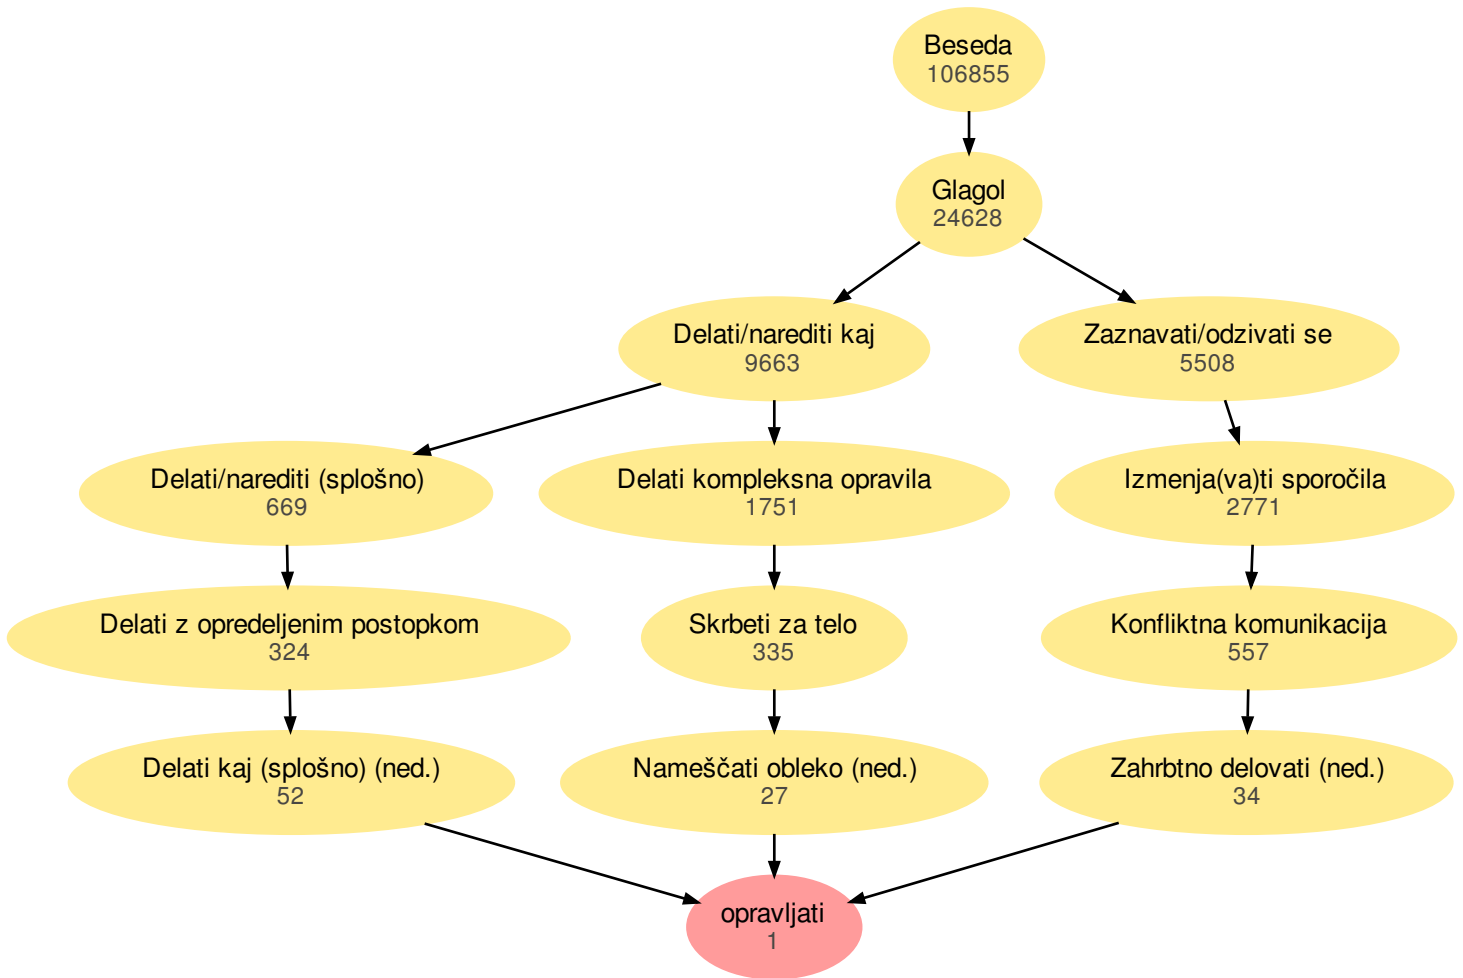 Beseda
106855
Glagol
24628
Delati/narediti kaj
9663
Zaznavati/odzivati se
5508
Delati/narediti (splošno)
669
Delati kompleksna opravila
1751
Izmenja(va)ti sporočila
2771
Delati z opredeljenim postopkom
324
Skrbeti za telo
335
Konfliktna komunikacija
557
Delati kaj (splošno) (ned.)
52
Nameščati obleko (ned.)
27
Zahrbtno delovati (ned.)
34
opravljati
1